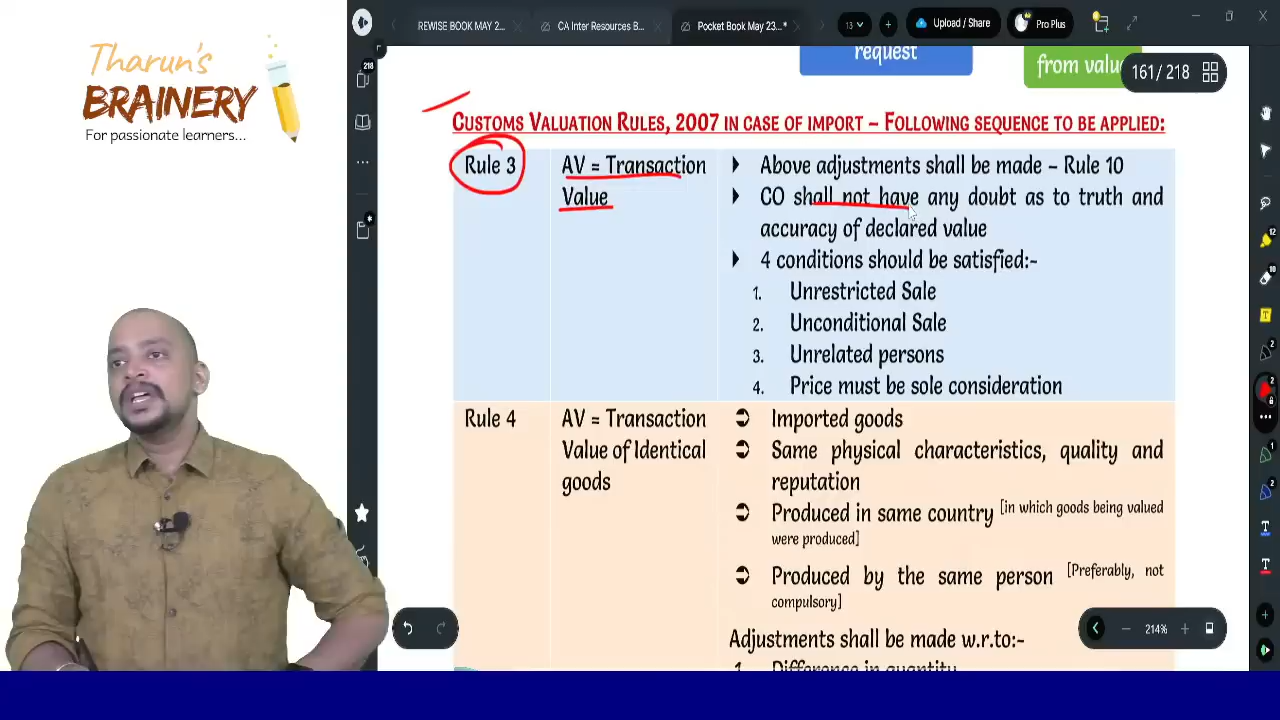 Tharun's
BRAINERY
For passionate learners...
REWISE BOOK MAY 2...
CA Inter Resources B...
Pocket Book May 23...*
13
Upload / Share
Pro Plus
218
request
from valu
161 / 218
CUSTOMS VALUATION RULES, 2007 IN CASE OF IMPORT – FOLLOWING SEQUENCE TO BE APPLIED:
Rule 3
AV = Transaction
Value
Above adjustments shall be made – Rule 10
CO shall not have any doubt as to truth and
accuracy of declared value
4 conditions should be satisfied:-
1. Unrestricted Sale
2. Unconditional Sale
3. Unrelated persons
4. Price must be sole consideration
Rule 4
AV = Transaction
Value of Identical
goods
Imported goods
Same physical characteristics, quality and
reputation
Produced in same country [in which goods being valued
were produced]
Produced by the same person [Preferably, not
compulsory]
Adjustments shall be made w.r.to:-
1. Difference in quantity
214%